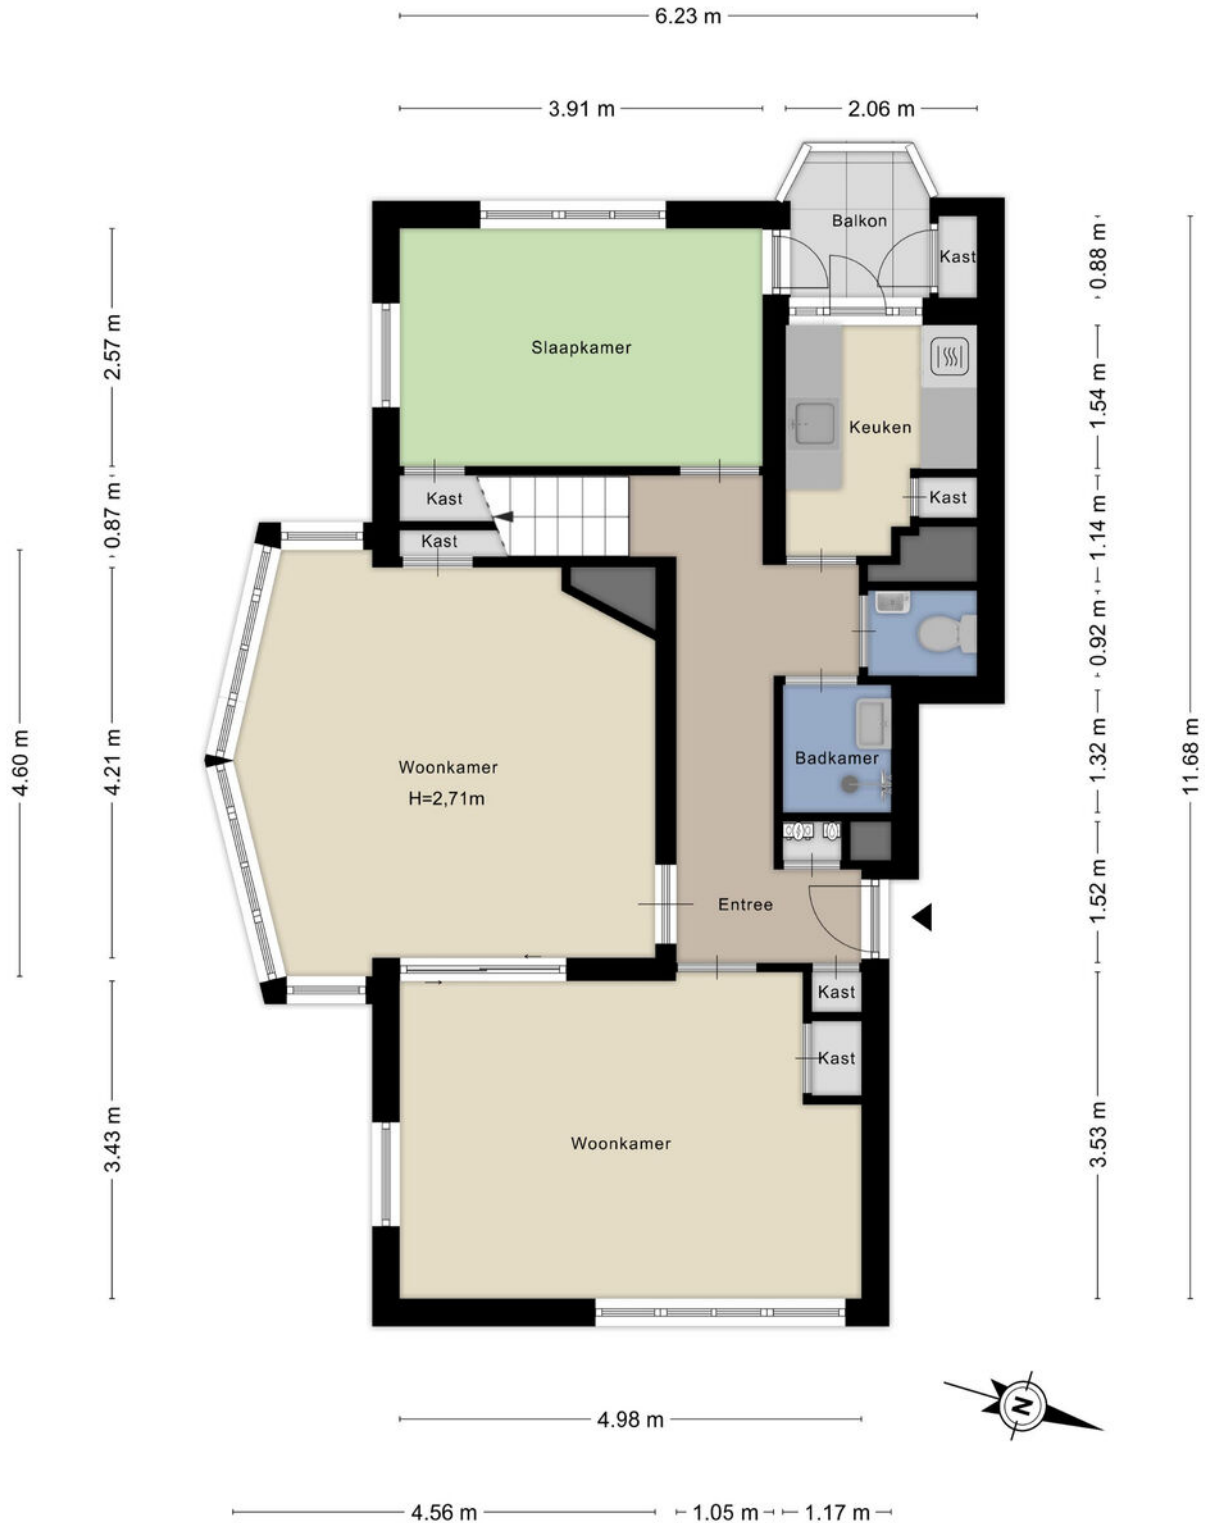 6.23 m
3.91 m
2.06 m
Balkon
Kast
0.88 m
2.57 m
Slaapkamer
1.54 m
Keuken
Kast
Kast
0.87 m
1.14 m
Kast
0.92 m
11.68 m
4.60 m
4.21 m
Woonkamer
H=2,71m
Badkamer
1.32 m
Entree
1.52 m
Kast
Kast
3.43 m
Woonkamer
3.53 m
N
4.98 m
4.56 m
1.05 m
1.17 m